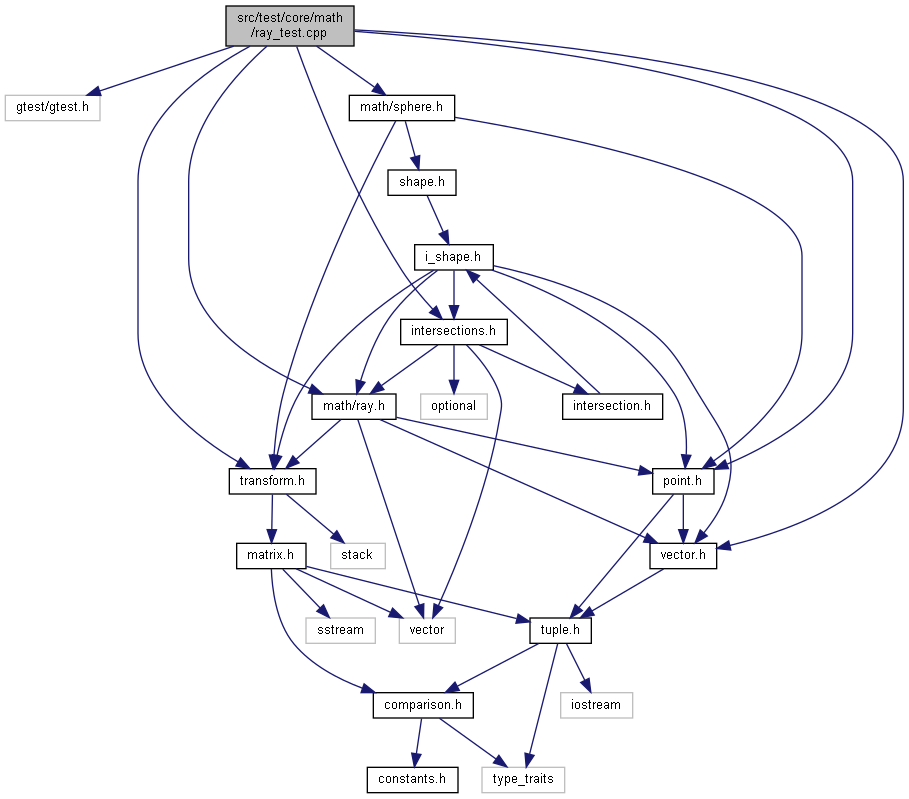 src/test/core/math
/ray_test.cpp
gtest/gtest.h
math/sphere.h
shape.h
i_shape.h
intersections.h
math/ray.h
optional
intersection.h
transform.h
point.h
matrix.h
stack
vector.h
sstream
vector
tuple.h
comparison.h
iostream
constants.h
type_traits